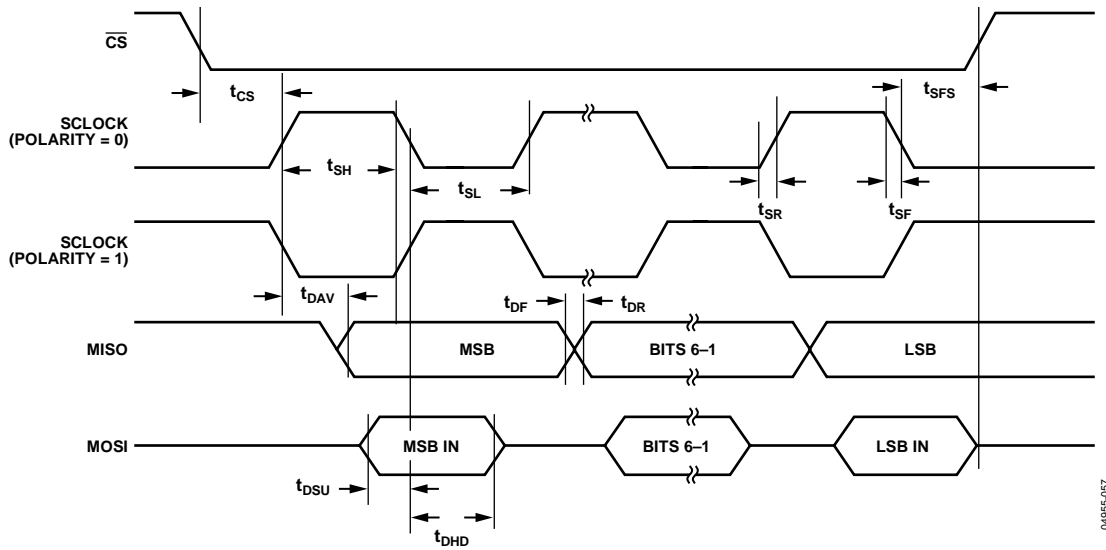 CS
tCS
tSFS
SCLOCK
(POLARITY = 0)
tSH
tSL
tSR
tSF
SCLOCK
(POLARITY = 1)
tDAV
tDF
tDR
MISO
MSB
BITS 6–1
LSB
MOSI
MSB IN
BITS 6–1
LSB IN
tDSU
tDHD
04955-057